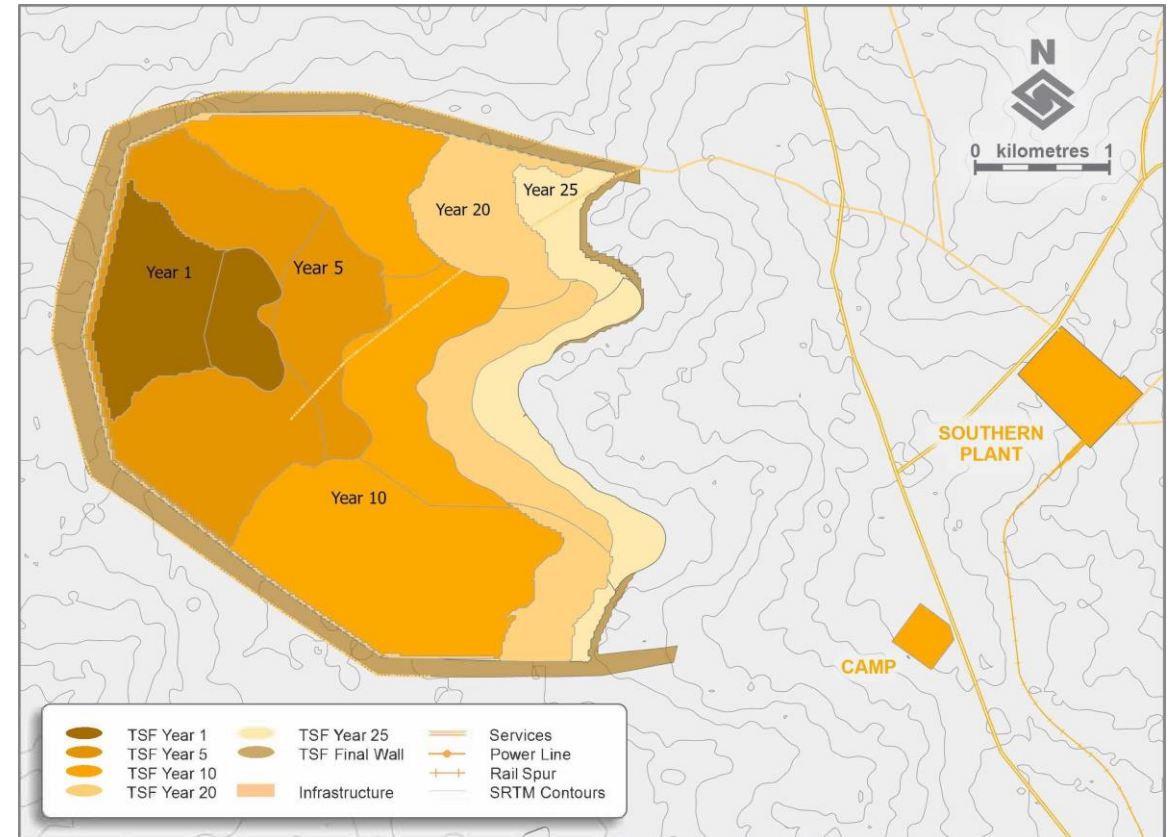 N
0 kilometres 1
Year 25
Year 20
Year 1
Year 5
Year 10
SOUTHERN
PLANT
CAMP
TSF Year 1
TSF Year 5
TSF Year 10
TSF Year 20
TSF Year 25
TSF Final Wall
Infrastructure
Services
Power Line
Rail Spur
SRTM Contours